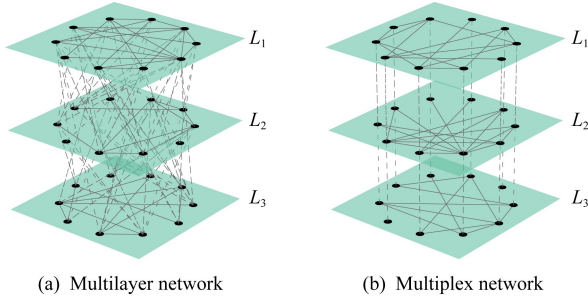 L1
L1
L2
L2
L3
L3
(a) Multilayer network
(b) Multiplex network